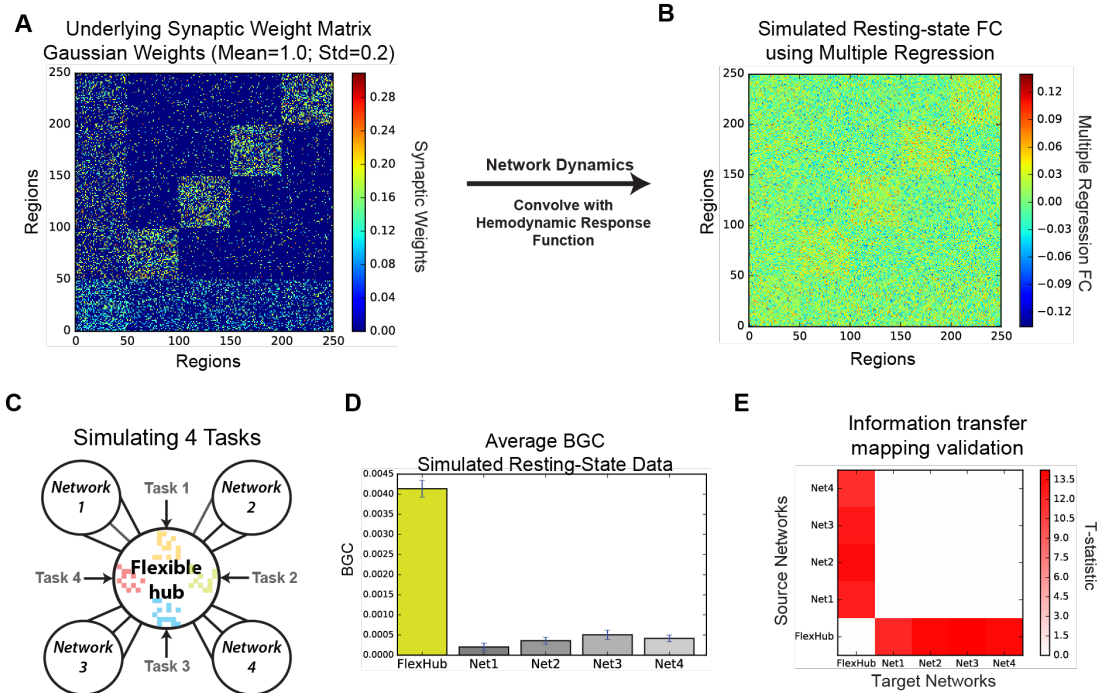 A
Underlying Synaptic Weight Matrix
Gaussian Weights (Mean=1.0; Std=0.2)
250
200
150
100
50
0
Regions
0 50 100 150 200 250
Regions
0.28
0.24
0.20
0.16
0.12
0.08
0.04
0.00
Synaptic Weights
Network Dynamics
Convolve with
Hemodynamic Response
Function
B
Simulated Resting-state FC
using Multiple Regression
250
200
150
100
50
0
Regions
0 50 100 150 200 250
Regions
0.12
0.09
0.06
0.03
0.00
−0.03
−0.06
−0.09
−0.12
Multiple Regression FC
C
Simulating 4 Tasks
Network
1
Task 1
Network
2
Task 4
Flexible
hub
Task 2
Network
3
Task 3
Network
4
D
Average BGC
Simulated Resting-State Data
0.0045
0.0040
0.0035
0.0030
0.0025
0.0020
0.0015
0.0010
0.0005
0.0000
BGC
FlexHub Net1 Net2 Net3 Net4
E
Information transfer
mapping validation
Source Networks
Net4
Net3
Net2
Net1
FlexHub
FlexHub Net1 Net2 Net3 Net4
Target Networks
13.5
12.0
10.5
9.0
7.5
6.0
4.5
3.0
1.5
0.0
T-statistic